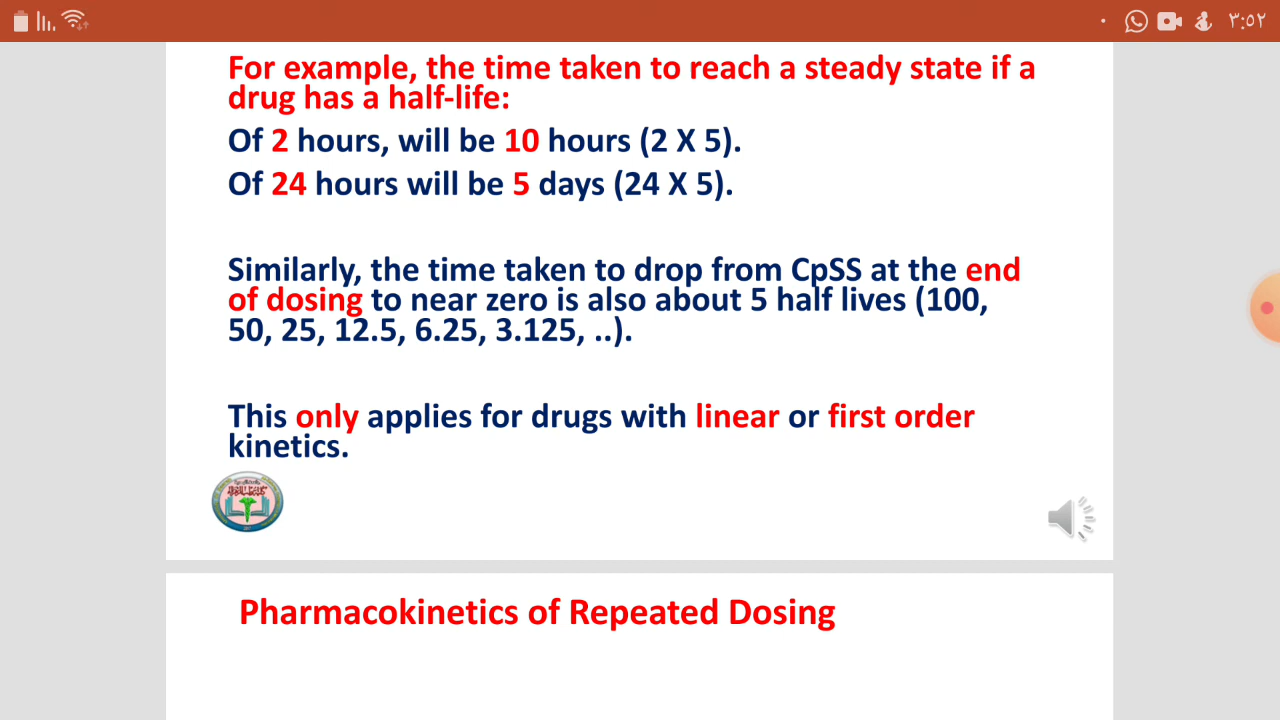 ٣:٥٢
For example, the time taken to reach a steady state if a
drug has a half-life:
Of 2 hours, will be 10 hours (2 X 5).
Of 24 hours will be 5 days (24 X 5).
Similarly, the time taken to drop from CpSS at the end
of dosing to near zero is also about 5 half lives (100,
50, 25, 12.5, 6.25, 3.125, ..).
This only applies for drugs with linear or first order
kinetics.
Pharmacokinetics of Repeated Dosing